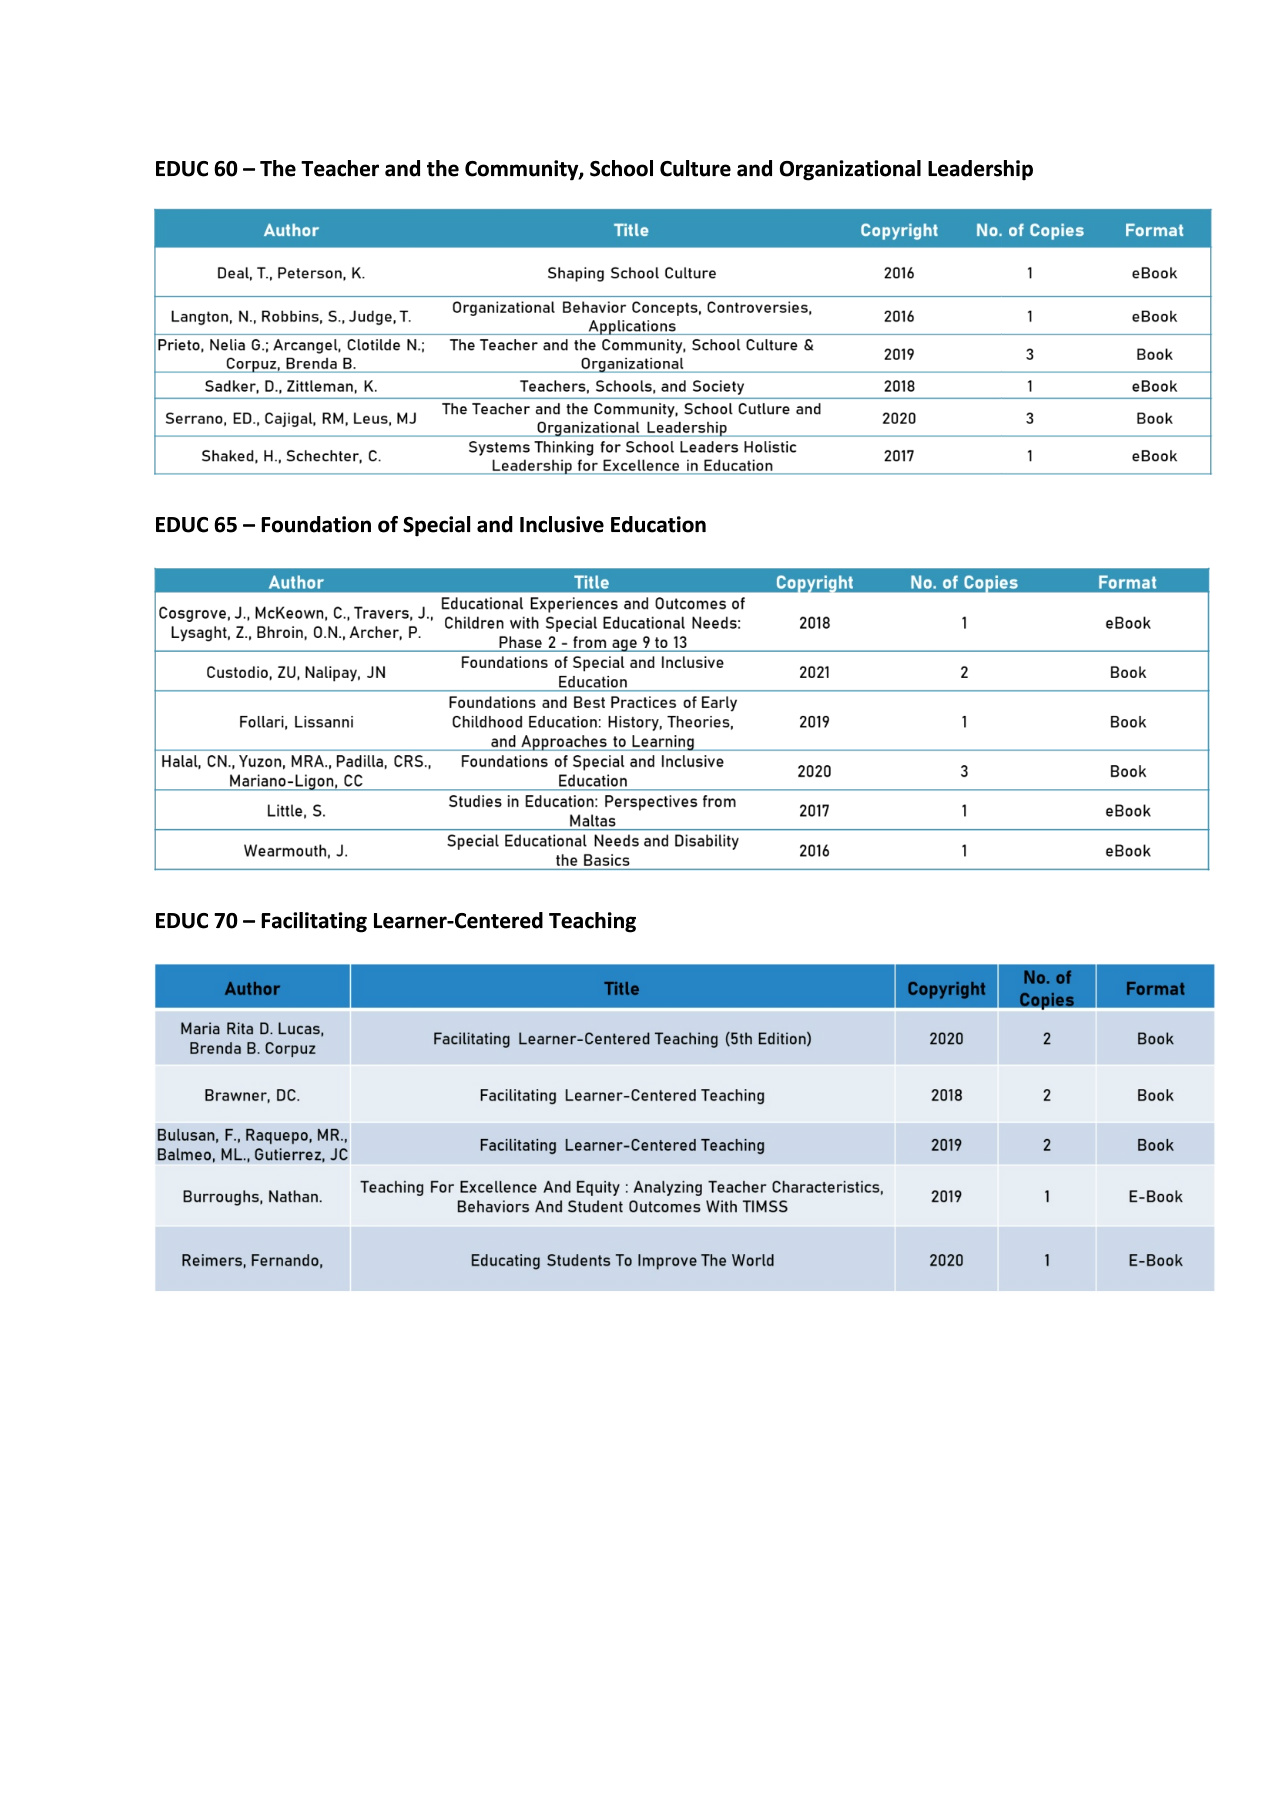 EDUC 60 – The Teacher and the Community, School Culture and Organizational Leadership
Author Title Copyright No. of Copies Format
Deal, T., Peterson, K. Shaping School Culture 2016 1 eBook
Langton, N., Robbins, S., Judge, T. Organizational Behavior Concepts, Controversies, 2016 1 eBook
Applications
Prieto, Nelia G.; Arcangel, Clotilde N.; The Teacher and the Community, School Culture & 2019 3 Book
Corpuz, Brenda B. Organizational
Sadker, D., Zittleman, K. Teachers, Schools, and Society 2018 1 eBook
Serrano, ED., Cajigal, RM, Leus, MJ The Teacher and the Community, School Cutlure and 2020 3 Book
Organizational Leadership
Shaked, H., Schechter, C. Systems Thinking for School Leaders Holistic 2017 1 eBook
Leadership for Excellence in Education
EDUC 65 – Foundation of Special and Inclusive Education
Author Title Copyright No. of Copies Format
Cosgrove, J., McKeown, C., Travers, J., Educational Experiences and Outcomes of
Lysaght, Z., Bhroin, O.N., Archer, P. Children with Special Educational Needs: 2018 1 eBook
Phase 2 - from age 9 to 13
Custodio, ZU, Nalipay, JN Foundations of Special and Inclusive 2021 2 Book
Education
Foundations and Best Practices of Early
Follari, Lissanni Childhood Education: History, Theories, 2019 1 Book
and Approaches to Learning
Halal, CN., Yuzon, MRA., Padilla, CRS., Foundations of Special and Inclusive 2020 3 Book
Mariano-Ligon, CC Education
Little, S. Studies in Education: Perspectives from 2017 1 eBook
Maltas
Wearmouth, J. Special Educational Needs and Disability 2016 1 eBook
the Basics
EDUC 70 – Facilitating Learner-Centered Teaching
Author Title Copyright No. of Format
Copies
Maria Rita D. Lucas, Facilitating Learner-Centered Teaching (5th Edition) 2020 2 Book
Brenda B. Corpuz
Brawner, DC. Facilitating Learner-Centered Teaching 2018 2 Book
Bulusan, F., Raquepo, MR., Facilitating Learner-Centered Teaching 2019 2 Book
Balmeo, ML., Gutierrez, JC
Burroughs, Nathan. Teaching For Excellence And Equity : Analyzing Teacher Characteristics, 2019 1 E-Book
Behaviors And Student Outcomes With TIMSS
Reimers, Fernando, Educating Students To Improve The World 2020 1 E-Book